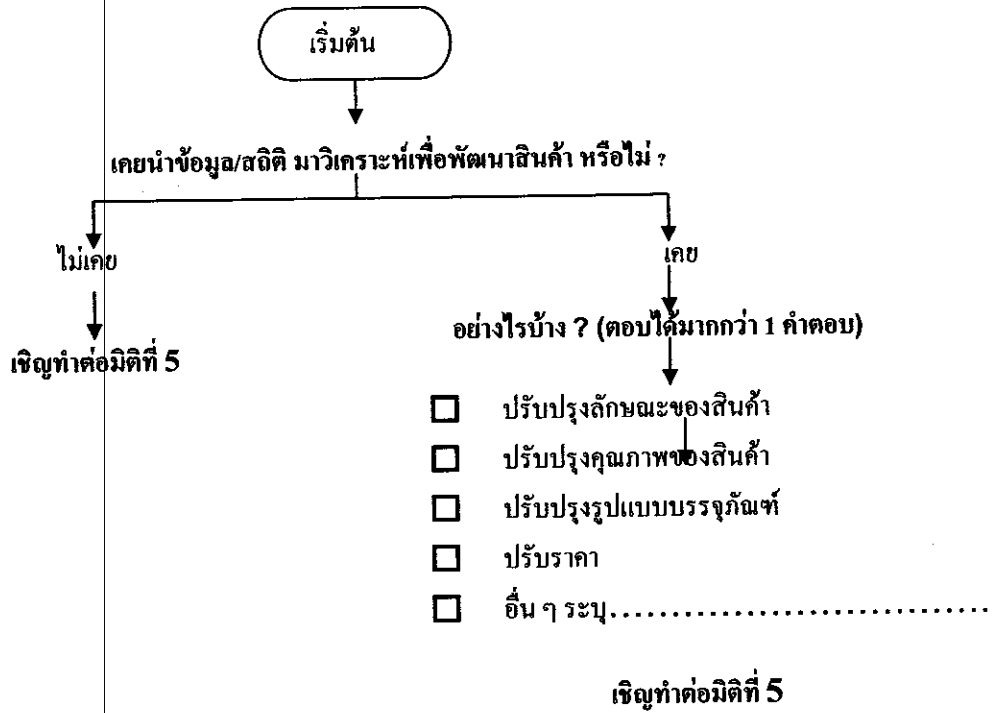 เริ่มต้น
เคยนำข้อมูล/สถิติ มาวิเคราะห์เพื่อพัฒนาสินค้า หรือไม่ ?
ไม่เคย
เคย
อย่างไรบ้าง ? (ตอบได้มากกว่า 1 คำตอบ)
เชิญทำต่อมิติที่ 5
ปรับปรุงลักษณะของสินค้า
ปรับปรุงคุณภาพของสินค้า
ปรับปรุงรูปแบบบรรจุภัณฑ์
ปรับราคา
อื่น ๆ ระบุ................................
เชิญทำต่อมิติที่ 5